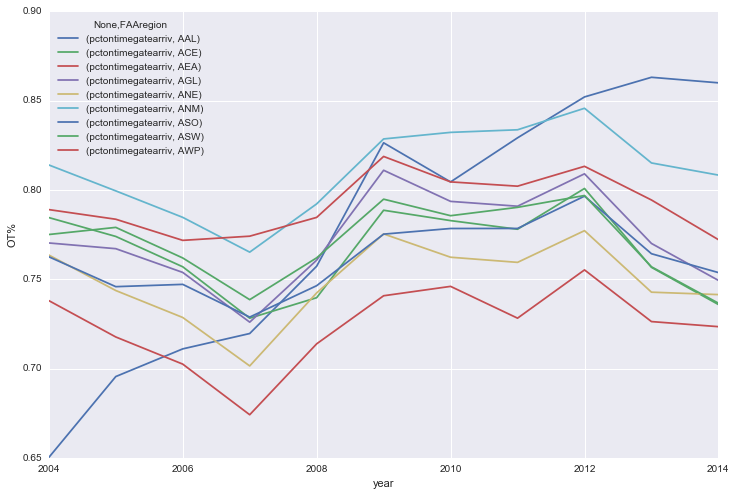 0.90
0.85
0.80
0.75
0.70
0.65
OT%
None,FAAregion
(pctontimegatearriv, AAL)
(pctontimegatearriv, ACE)
(pctontimegatearriv, AEA)
(pctontimegatearriv, AGL)
(pctontimegatearriv, ANE)
(pctontimegatearriv, ANM)
(pctontimegatearriv, ASO)
(pctontimegatearriv, ASW)
(pctontimegatearriv, AWP)
2004 2006 2008 2010 2012 2014
year